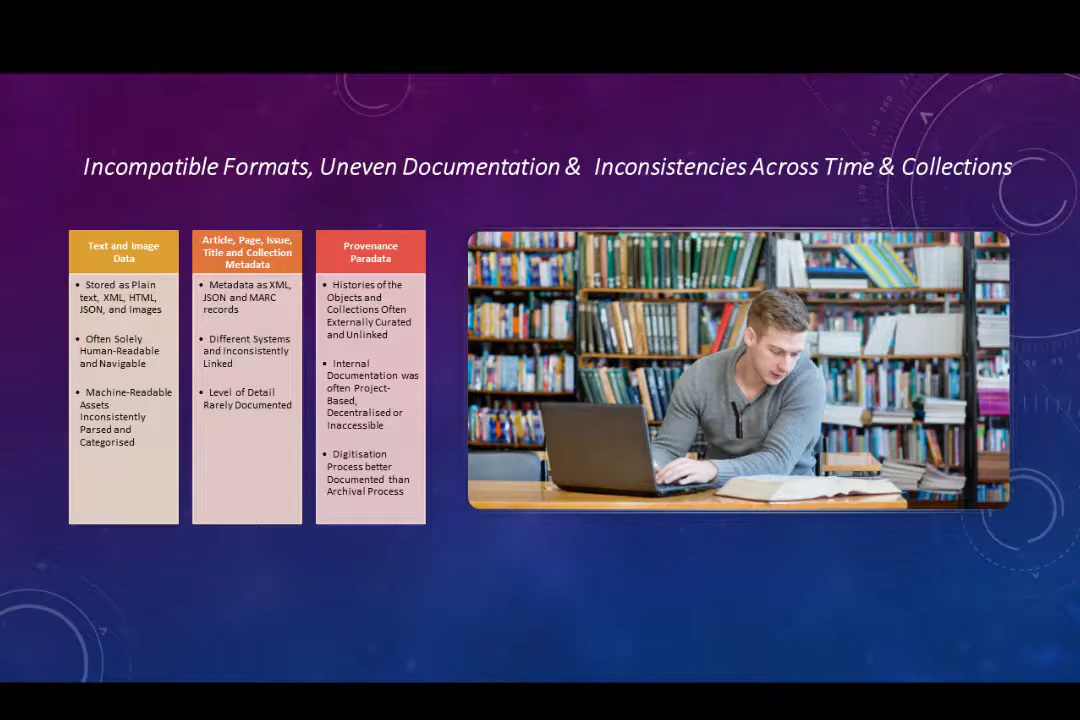 Incompatible Formats, Uneven Documentation & Inconsistencies Across Time & Collections
Text and Image
Data
• Stored as Plain
text, XML, HTML,
JSON, and Images
• Often Solely
Human-Readable
and Navigable
• Machine-Readable
Assets
Inconsistently
Parsed and
Categorised
Article, Page, Issue,
Title and Collection
Metadata
• Metadata as XML,
JSON and MARC
records
• Different Systems
and Inconsistently
Linked
• Level of Detail
Rarely Documented
Provenance
Paradata
• Histories of the
Objects and
Collections Often
Externally Curated
and Unlinked
• Internal
Documentation was
often Project-
Based,
Decentralised or
Inaccessible
• Digitisation
Process better
Documented than
Archival Process